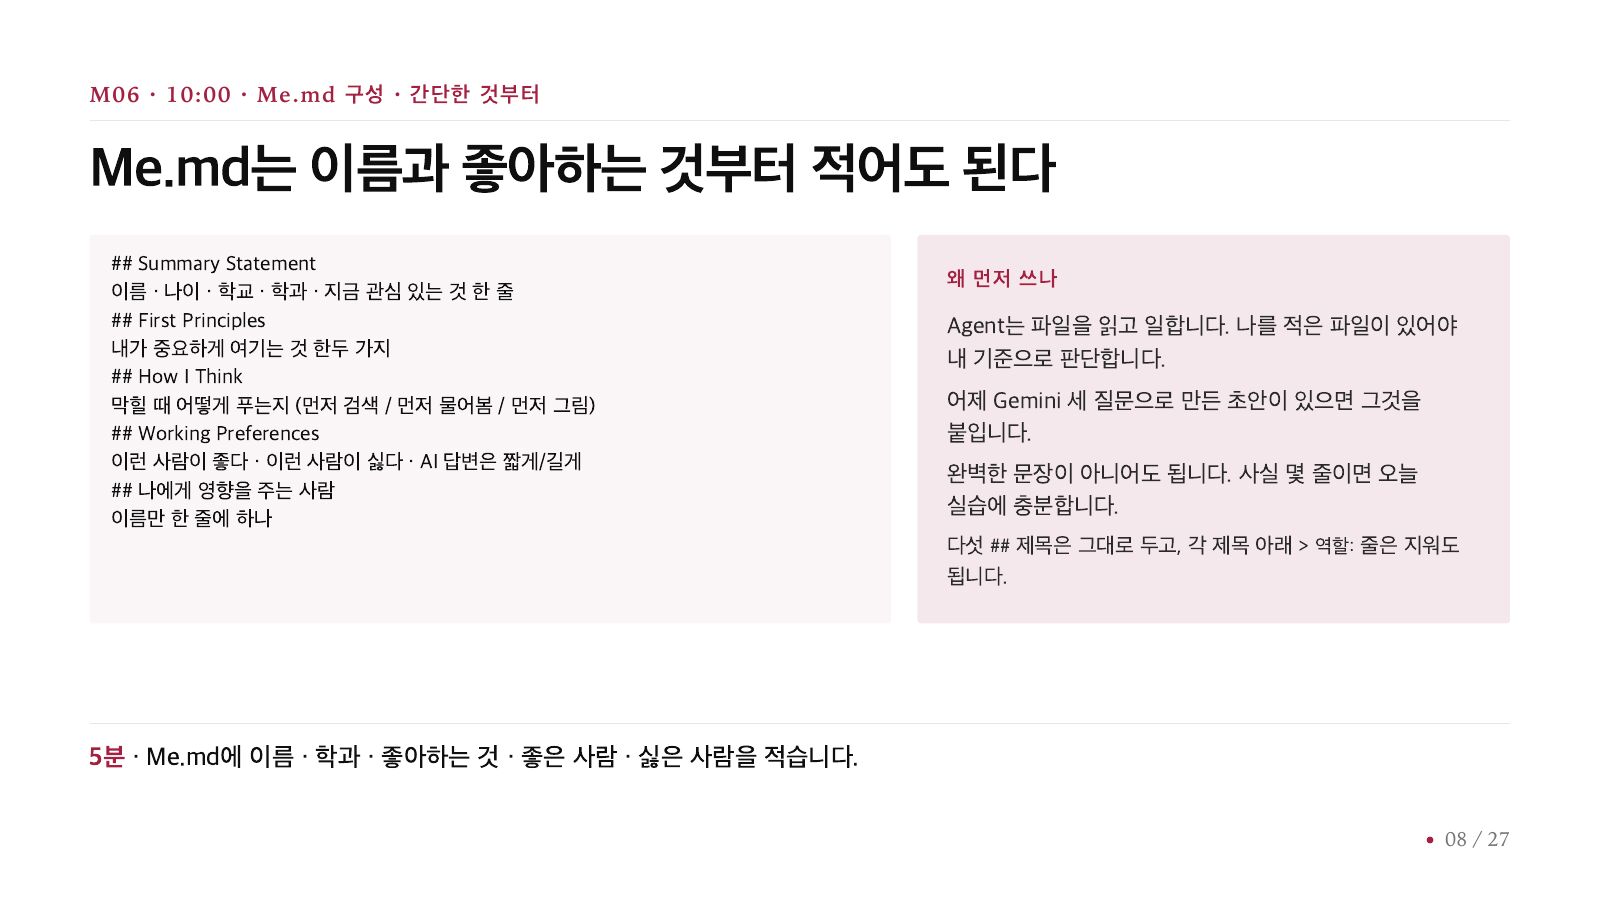 M06 · 10:00 · Me.md 구성 · 간단한 것부터
Me.md는 이름과 좋아하는 것부터 적어도 된다
## Summary Statement
이름 · 나이 · 학교 · 학과 · 지금 관심 있는 것 한 줄
## First Principles
내가 중요하게 여기는 것 한두 가지
## How I Think
막힐 때 어떻게 푸는지 (먼저 검색 / 먼저 물어봄 / 먼저 그림)
## Working Preferences
이런 사람이 좋다 · 이런 사람이 싫다 · AI 답변은 짧게/길게
## 나에게 영향을 주는 사람
이름만 한 줄에 하나
왜 먼저 쓰나
Agent는 파일을 읽고 일합니다. 나를 적은 파일이 있어야
내 기준으로 판단합니다.
어제 Gemini 세 질문으로 만든 초안이 있으면 그것을
붙입니다.
완벽한 문장이 아니어도 됩니다. 사실 몇 줄이면 오늘
실습에 충분합니다.
다섯 ## 제목은 그대로 두고, 각 제목 아래 > 역할: 줄은 지워도
됩니다.
5분 · Me.md에 이름 · 학과 · 좋아하는 것 · 좋은 사람 · 싫은 사람을 적습니다.
• 08 / 27